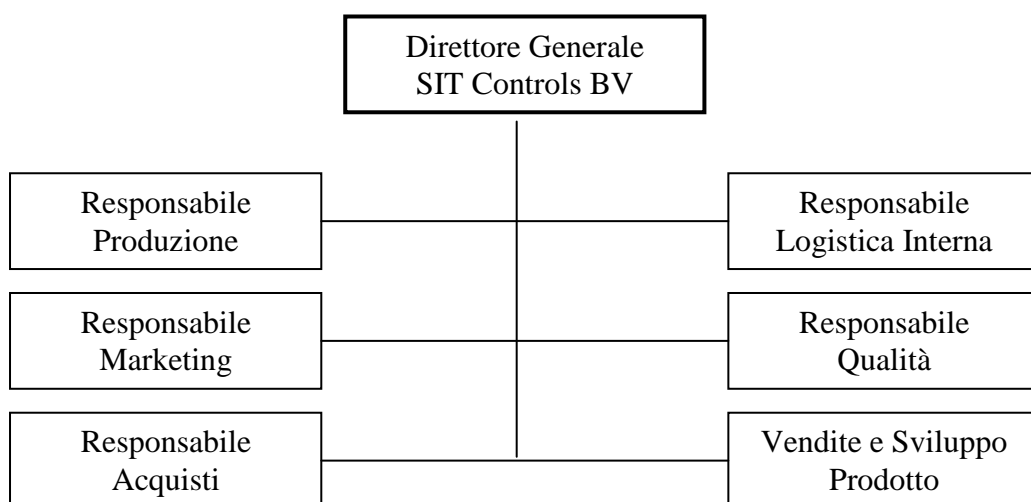 Direttore Generale
SIT Controls BV
Responsabile
Produzione
Responsabile
Logistica Interna
Responsabile
Marketing
Responsabile
Qualità
Responsabile
Acquisti
Vendite e Sviluppo
Prodotto